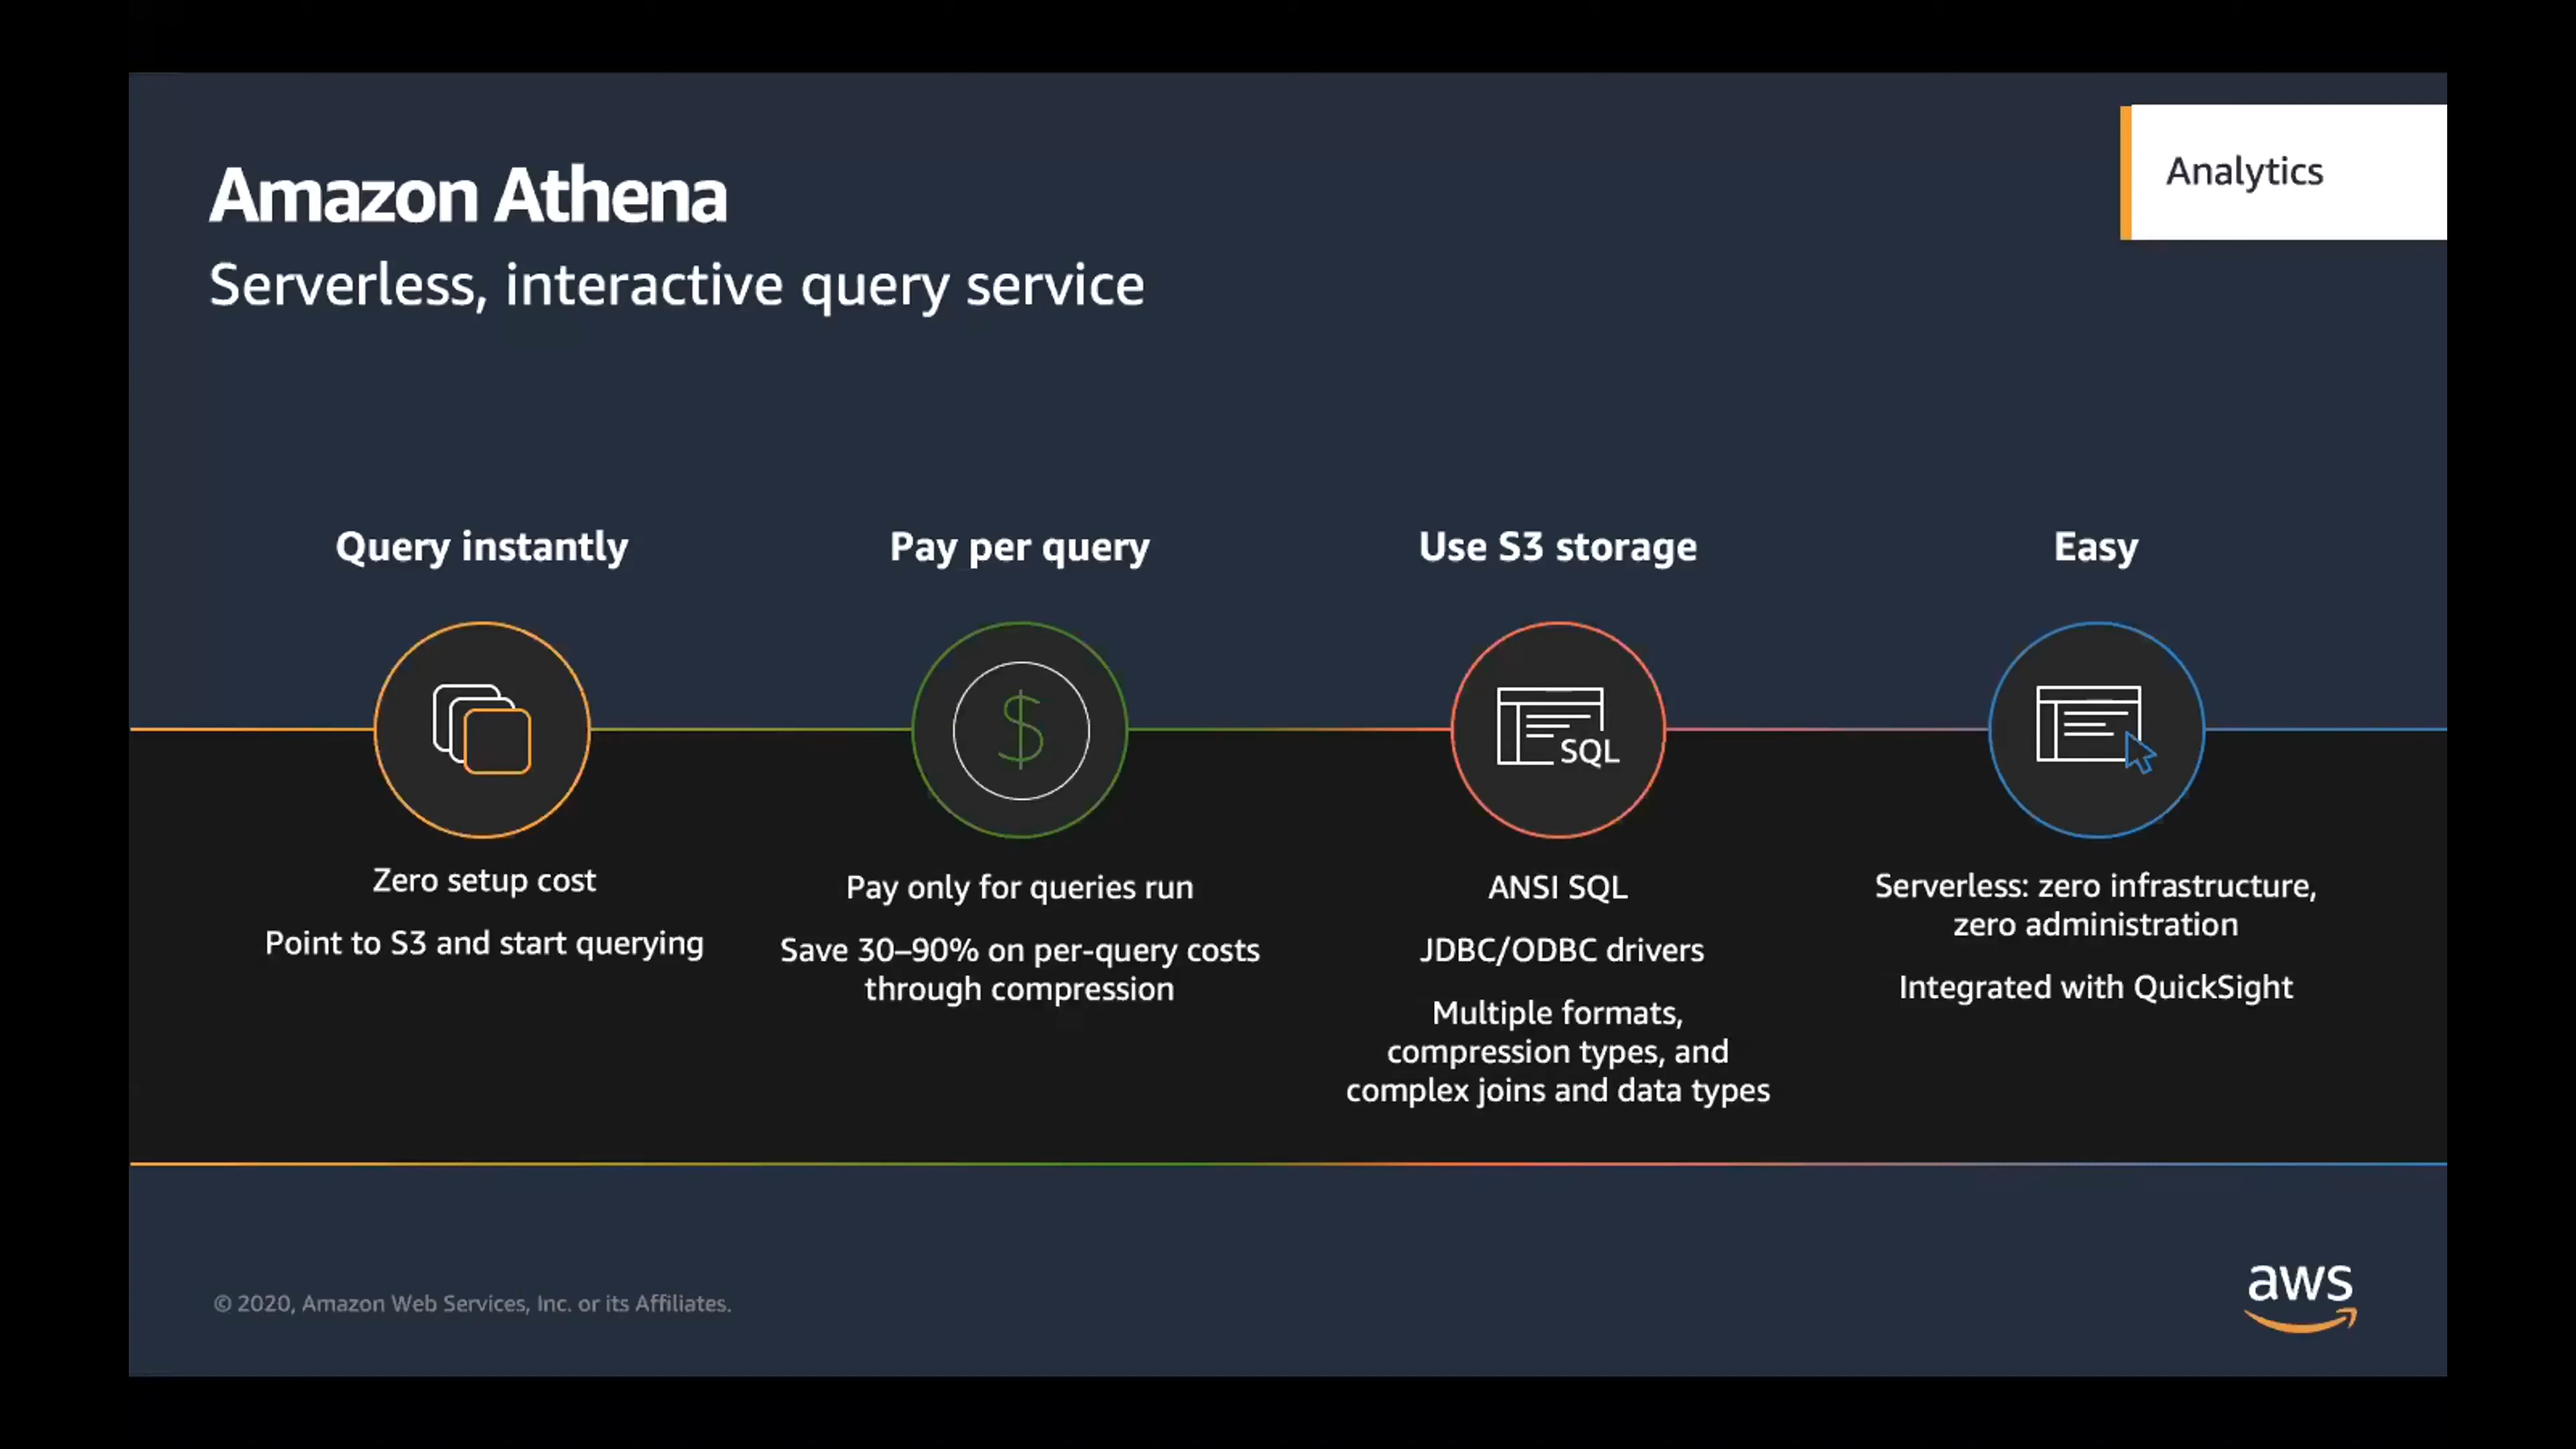 Analytics
Amazon Athena
Serverless, interactive query service
Query instantly
Zero setup cost
Point to S3 and start querying
Pay per query
$
Pay only for queries run
Save 30–90% on per-query costs
through compression
Use S3 storage
SQL
ANSI SQL
JDBC/ODBC drivers
Multiple formats,
compression types, and
complex joins and data types
Easy
Serverless: zero infrastructure,
zero administration
Integrated with QuickSight
© 2020, Amazon Web Services, Inc. or its Affiliates.
aws